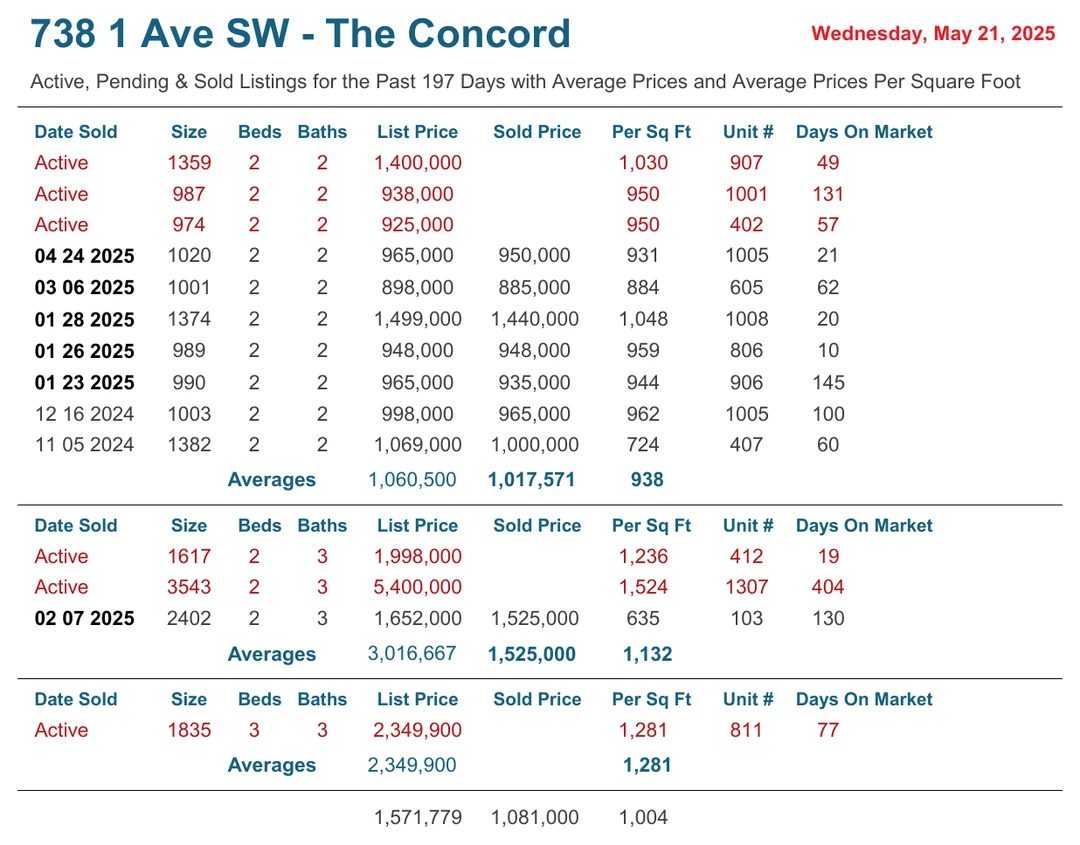 738 1 Ave SW - The Concord
Wednesday, May 21, 2025
Active, Pending & Sold Listings for the Past 197 Days with Average Prices and Average Prices Per Square Foot
Date Sold Size Beds Baths List Price Sold Price Per Sq Ft Unit # Days On Market
Active 1359 2 2 1,400,000 1,030 907 49
Active 987 2 2 938,000 950 1001 131
Active 974 2 2 925,000 950 402 57
04 24 2025 1020 2 2 965,000 950,000 931 1005 21
03 06 2025 1001 2 2 898,000 885,000 884 605 62
01 28 2025 1374 2 2 1,499,000 1,440,000 1,048 1008 20
01 26 2025 989 2 2 948,000 948,000 959 806 10
01 23 2025 990 2 2 965,000 935,000 944 906 145
12 16 2024 1003 2 2 998,000 965,000 962 1005 100
11 05 2024 1382 2 2 1,069,000 1,000,000 724 407 60
Averages 1,060,500 1,017,571 938
Date Sold Size Beds Baths List Price Sold Price Per Sq Ft Unit # Days On Market
Active 1617 2 3 1,998,000 1,236 412 19
Active 3543 2 3 5,400,000 1,524 1307 404
02 07 2025 2402 2 3 1,652,000 1,525,000 635 103 130
Averages 3,016,667 1,525,000 1,132
Date Sold Size Beds Baths List Price Sold Price Per Sq Ft Unit # Days On Market
Active 1835 3 3 2,349,900 1,281 811 77
Averages 2,349,900 1,281
1,571,779 1,081,000 1,004